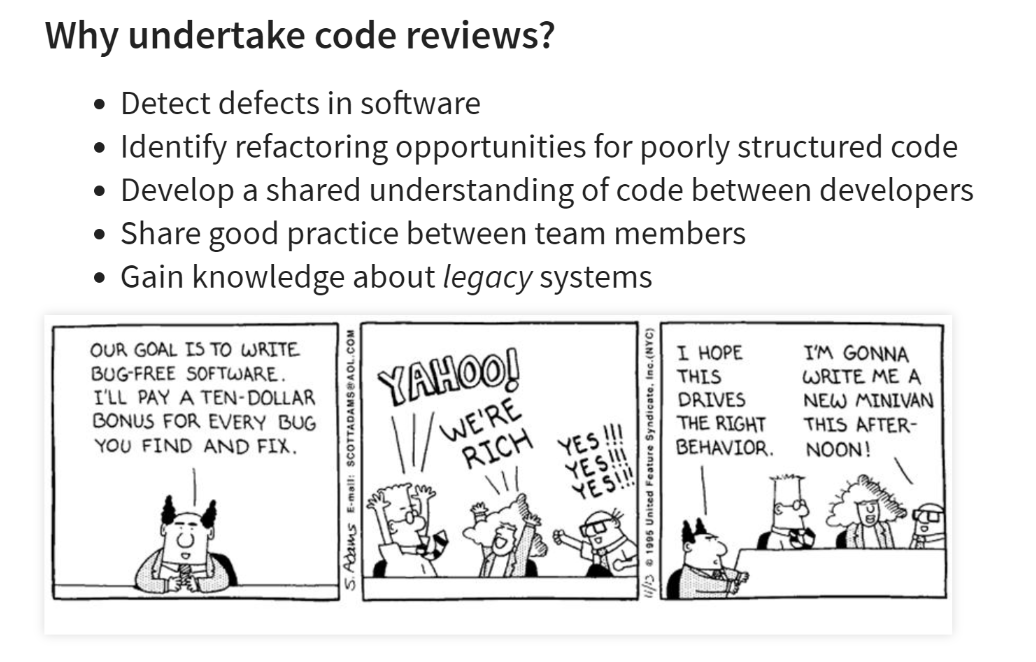 Why undertake code reviews?
Detect defects in software
Identify refactoring opportunities for poorly structured code
Develop a shared understanding of code between developers
Share good practice between team members
Gain knowledge about legacy systems
OUR GOAL IS TO WRITE
BUG-FREE SOFTWARE.
I'LL PAY A TEN-DOLLAR
BONUS FOR EVERY BUG
YOU FIND AND FIX.
S. Adams E-mail: SCOTTADAMS@AOL.COM
YAHOO!
WE'RE
RICH
YES!!!
YES!!!
YES!!!
11/13 © 1995 United Feature Syndicate, Inc.(NYC)
I HOPE
THIS
DRIVES
THE RIGHT
BEHAVIOR.
I'M GONNA
WRITE ME A
NEW MINIVAN
THIS AFTER-
NOON!